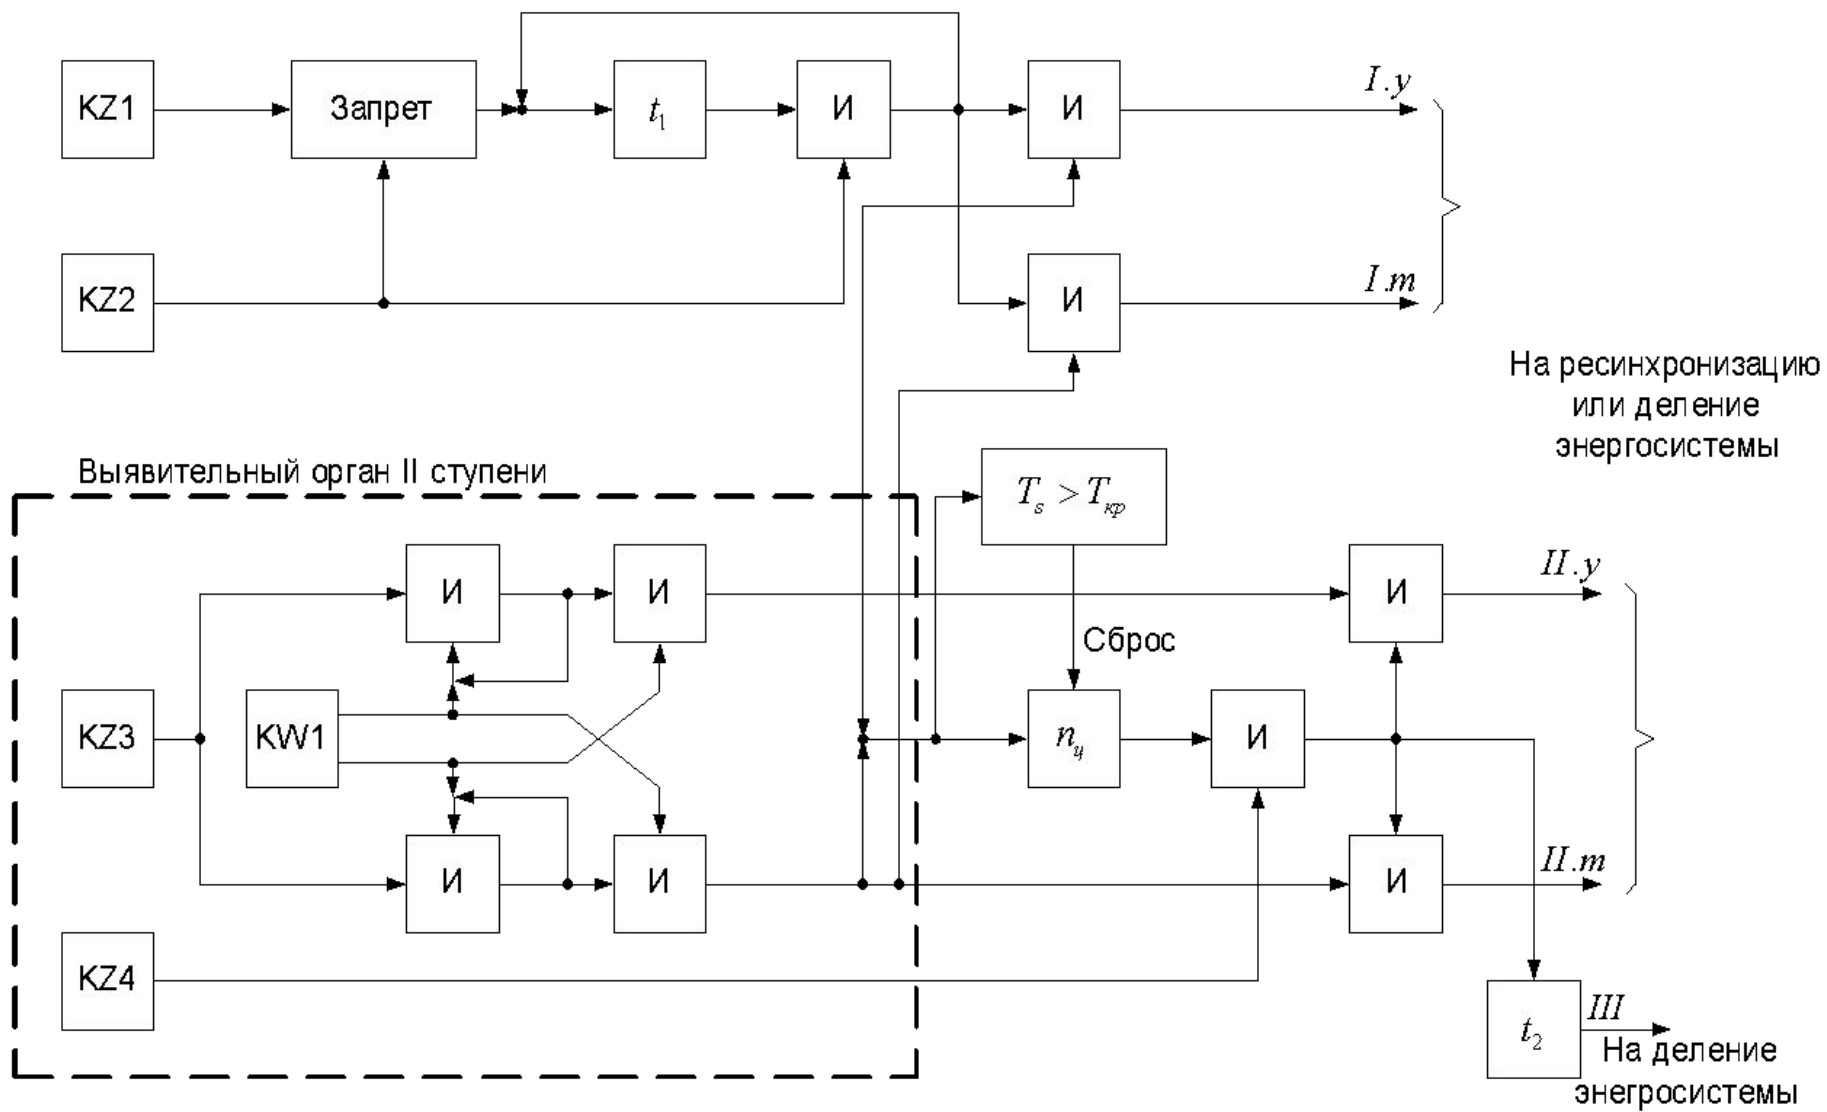 KZ1
Запрет
t₁
И
И
I.у
KZ2
И
I.т
На ресинхронизацию
или деление
энергосистемы
Выявительный орган II ступени
Tₛ > Tкр
И
И
И
II.у
Сброс
KZ3
KW1
nц
И
И
И
И
II.т
KZ4
t₂
III
На деление
энегросистемы